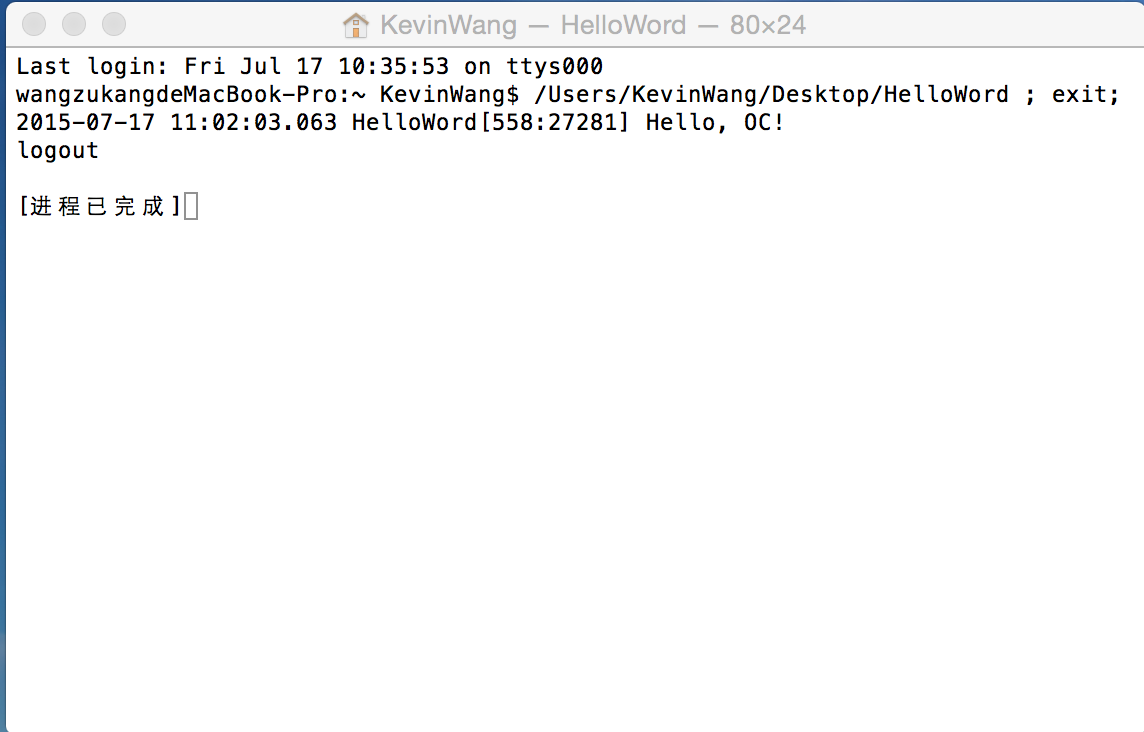 KevinWang — HelloWord — 80×24
Last login: Fri Jul 17 10:35:53 on ttys000
wangzukangdeMacBook-Pro:~ KevinWang$ /Users/KevinWang/Desktop/HelloWord ; exit;
2015-07-17 11:02:03.063 HelloWord[558:27281] Hello, OC!
logout
[进程已完成]